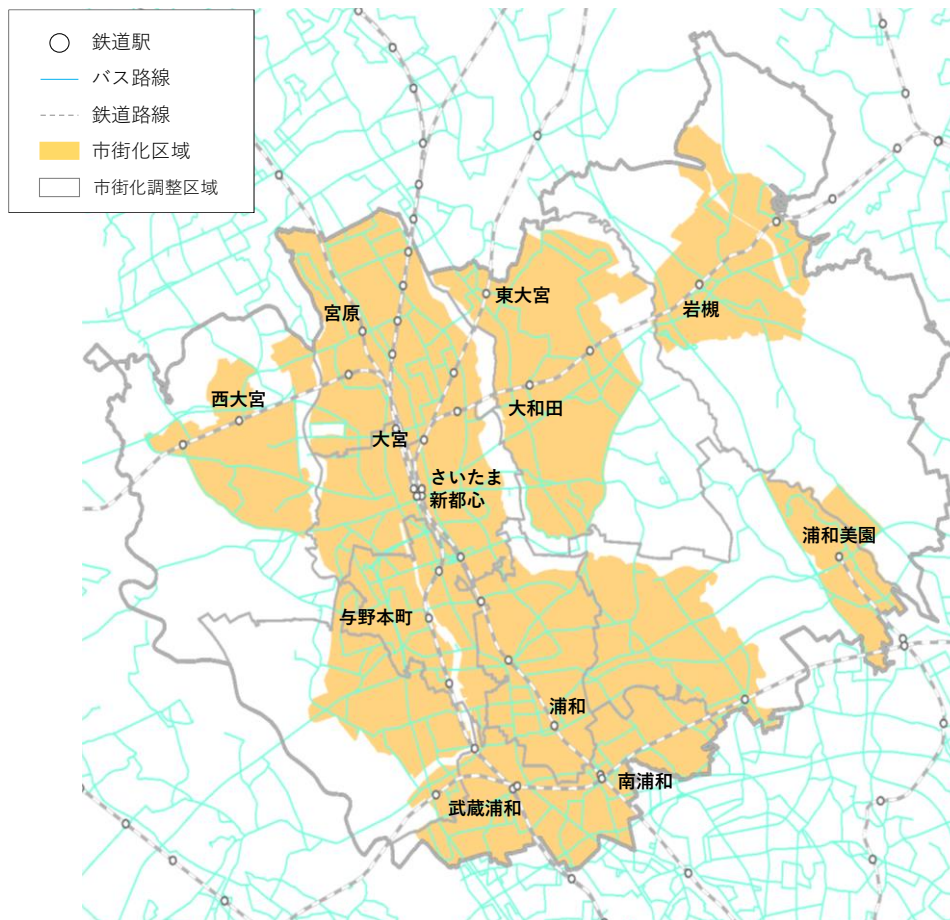 鉄道駅
バス路線
鉄道路線
市街化区域
市街化調整区域
東大宮
宮原
岩槻
西大宮
大和田
大宮
さいたま
新都心
浦和美園
与野本町
浦和
南浦和
武蔵浦和